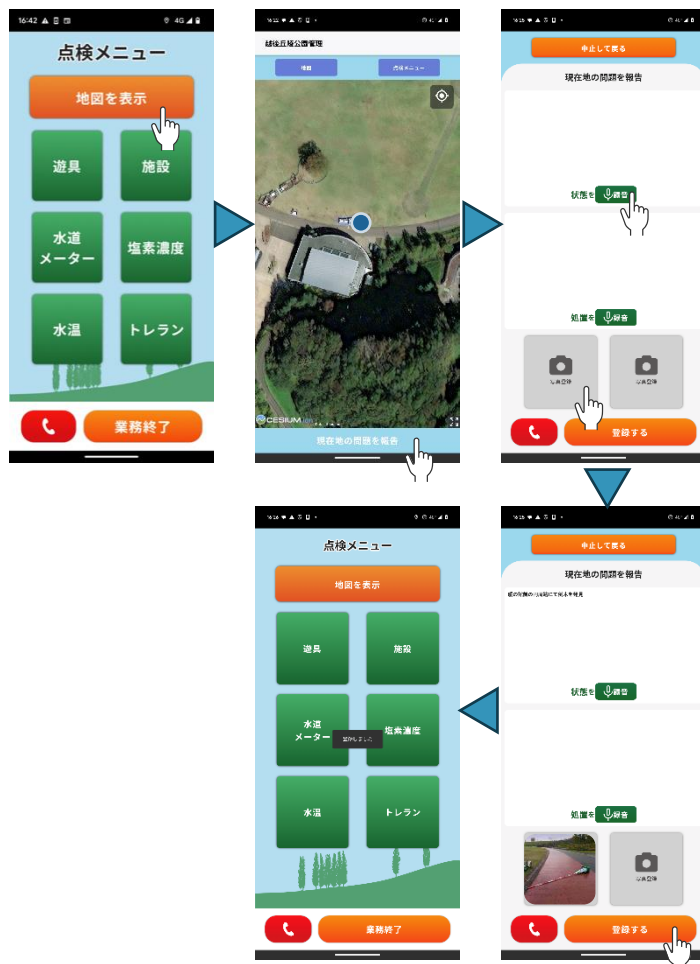 16:42
4G
点検メニュー
地図を表示
遊具
施設
水道
メーター
塩素濃度
水温
トレラン
業務終了
越後丘陵公園管理
地図
点検メニュー
CESIUM ion
現在地の問題を報告
中止して戻る
現在地の問題を報告
状態を 録音
処置を 録音
写真登録
写真登録
登録する
点検メニュー
地図を表示
遊具
施設
水道
メーター
塩素濃度
水温
トレラン
業務終了
中止して戻る
現在地の問題を報告
状態を 録音
処置を 録音
写真登録
登録する